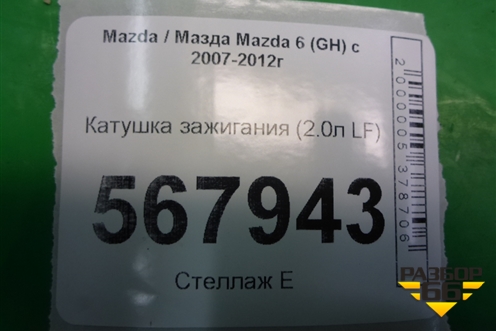 Mazda / Мазда Mazda 6 (GH) с
2007-2012г
Катушка зажигания (2.0л LF)
567943
Стеллаж Е
2000005378706
РАЗБОР
66